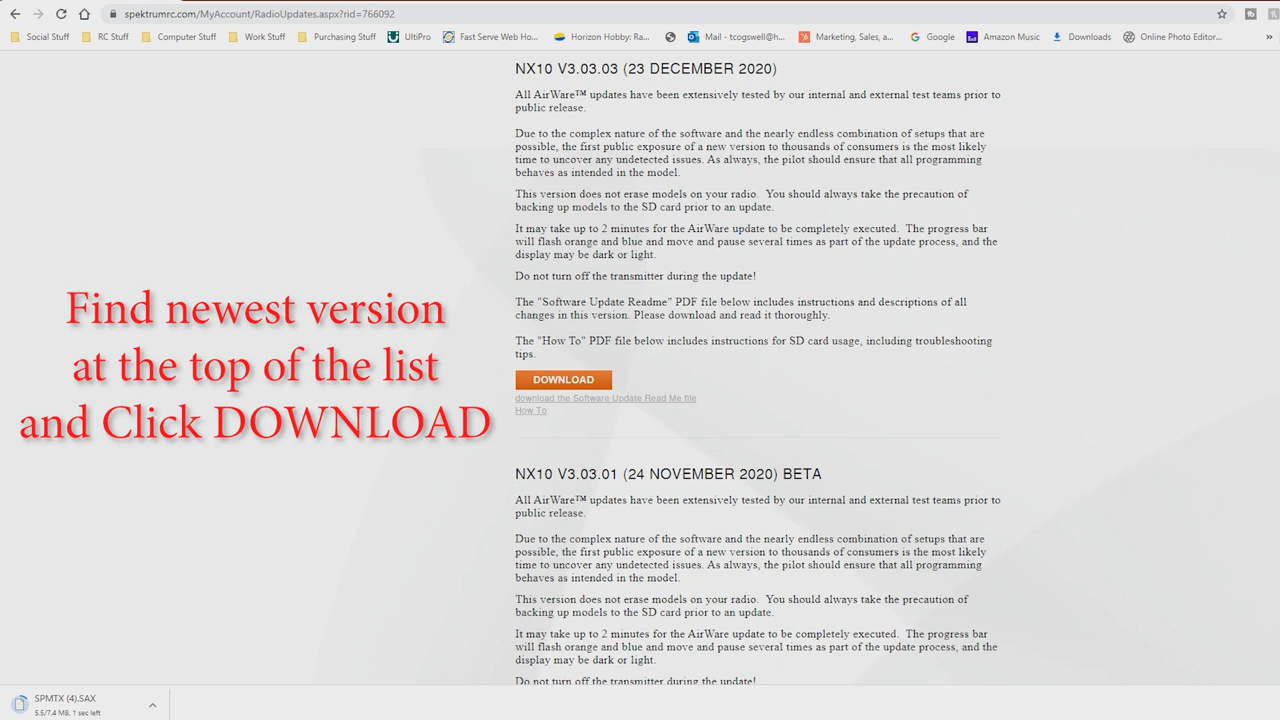 spektrumrc.com/MyAccount/RadioUpdates.aspx?rid=766092
Social Stuff RC Stuff Computer Stuff Work Stuff Purchasing Stuff UltiPro Fast Serve Web Ho... Horizon Hobby: Ra... Mail - tcogswell@h... Marketing, Sales, a... Google Amazon Music Downloads Online Photo Editor... »
NX10 V3.03.03 (23 DECEMBER 2020)
All AirWare™ updates have been extensively tested by our internal and external test teams prior to
public release.
Due to the complex nature of the software and the nearly endless combination of setups that are
possible, the first public exposure of a new version to thousands of consumers is the most likely
time to uncover any undetected issues. As always, the pilot should ensure that all programming
behaves as intended in the model.
This version does not erase models on your radio. You should always take the precaution of
backing up models to the SD card prior to an update.
It may take up to 2 minutes for the AirWare update to be completely executed. The progress bar
will flash orange and blue and move and pause several times as part of the update process, and the
display may be dark or light.
Do not turn off the transmitter during the update!
The "Software Update Readme" PDF file below includes instructions and descriptions of all
changes in this version. Please download and read it thoroughly.
The "How To" PDF file below includes instructions for SD card usage, including troubleshooting
tips.
DOWNLOAD
download the Software Update Read Me file
How To
Find newest version
at the top of the list
and Click DOWNLOAD
NX10 V3.03.01 (24 NOVEMBER 2020) BETA
All AirWare™ updates have been extensively tested by our internal and external test teams prior to
public release.
Due to the complex nature of the software and the nearly endless combination of setups that are
possible, the first public exposure of a new version to thousands of consumers is the most likely
time to uncover any undetected issues. As always, the pilot should ensure that all programming
behaves as intended in the model.
This version does not erase models on your radio. You should always take the precaution of
backing up models to the SD card prior to an update.
It may take up to 2 minutes for the AirWare update to be completely executed. The progress bar
will flash orange and blue and move and pause several times as part of the update process, and the
display may be dark or light.
Do not turn off the transmitter during the update!
SPMTX (4).SAX
5.5/7.4 MB, 1 sec left